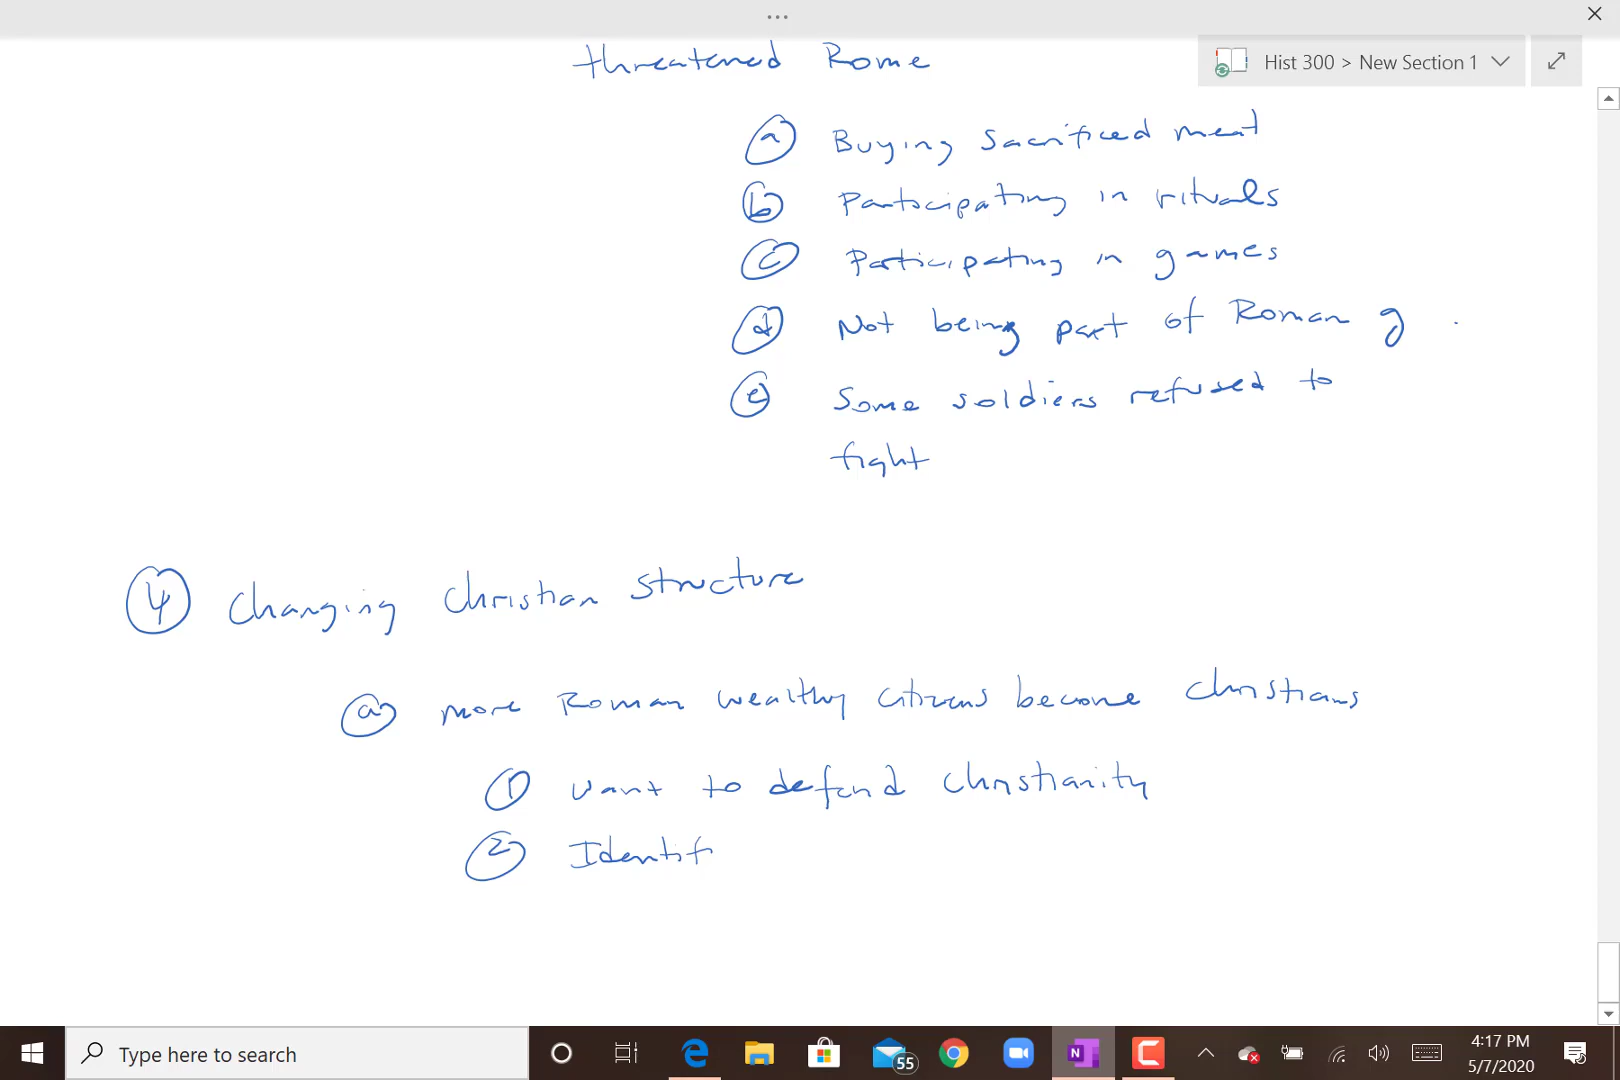 ...
threatened Rome
Hist 300 > New Section 1
a Buying sacrificed meat
b Participating in rituals
c Participating in games
d Not being part of Roman g
e Some soldiers refused to
fight
4 Changing Christian structure
a more Roman wealthy citizens become christians
1 want to defend christianity
2 Identif
Type here to search
55
N
4:17 PM
5/7/2020